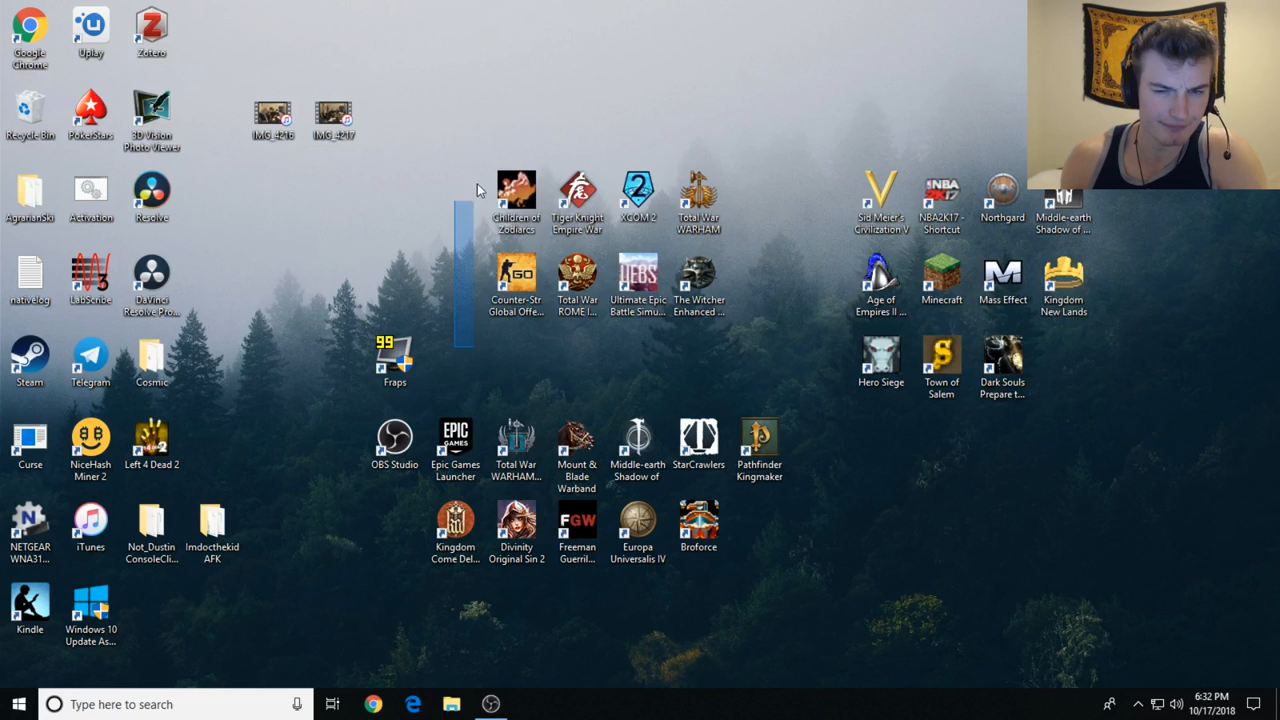 Google
Chrome
Uplay
Zotero
Recycle Bin
PokerStars
3D Vision
Photo Viewer
IMG_4216
IMG_4217
AgrarianSki
Activation
Resolve
Children of
Zodiarcs
Tiger Knight
Empire War
XCOM 2
Total War
WARHAM
Sid Meier's
Civilization V
NBA2K17 -
Shortcut
Northgard
Middle-earth
Shadow of ...
nativelog
LabScribe
DaVinci
Resolve Pro...
Counter-Str
Global Offe...
Total War
ROME I...
Ultimate Epic
Battle Simu...
The Witcher
Enhanced ...
Age of
Empires II ...
Minecraft
Mass Effect
Kingdom
New Lands
Steam
Telegram
Cosmic
99
Fraps
Hero Siege
Town of
Salem
Dark Souls
Prepare t...
Curse
NiceHash
Miner 2
Left 4 Dead 2
OBS Studio
EPIC
GAMES
Epic Games
Launcher
Total War
WARHAM...
Mount &
Blade
Warband
Middle-earth
Shadow of
StarCrawlers
Pathfinder
Kingmaker
NETGEAR
WNA31...
iTunes
Not_Dustin
ConsoleCli...
Imdocthekid
AFK
Kingdom
Come Del...
Divinity
Original Sin 2
FGW
Freeman
Guerril...
Europa
Universalis IV
Broforce
Kindle
Windows 10
Update As...
Type here to search
6:32 PM
10/17/2018